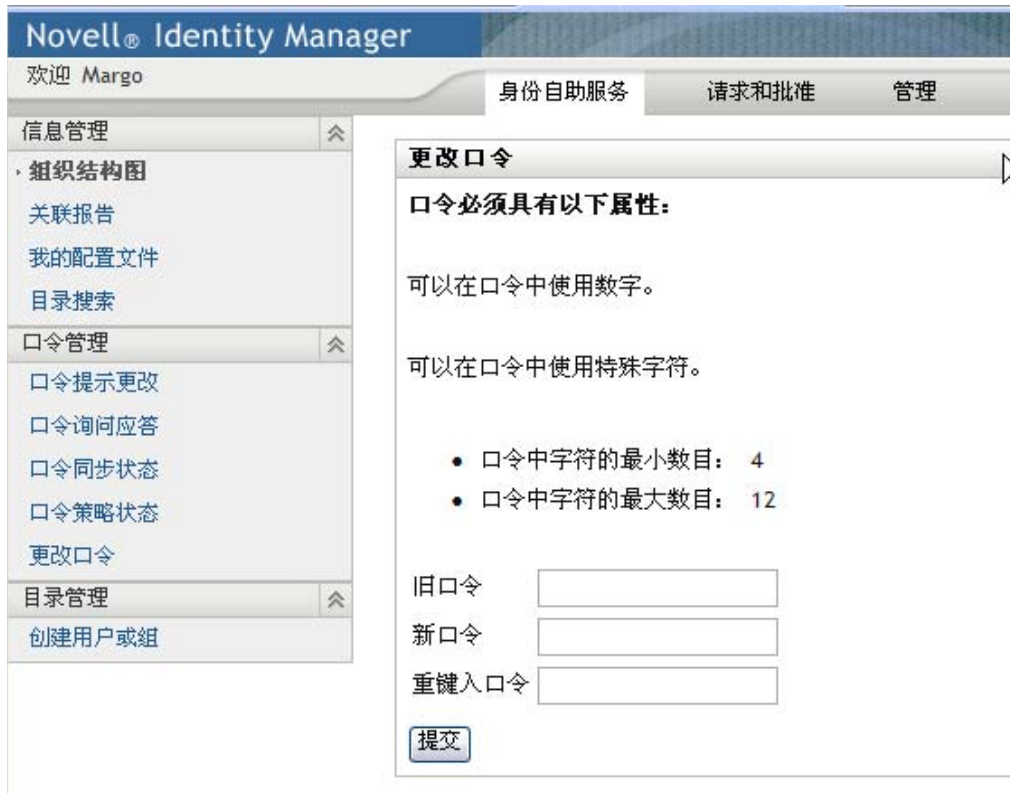 Novell® Identity Manager
欢迎 Margo
身份自助服务 请求和批准 管理
信息管理
组织结构图
关联报告
我的配置文件
目录搜索
口令管理
口令提示更改
口令询问应答
口令同步状态
口令策略状态
更改口令
目录管理
创建用户或组
更改口令
口令必须具有以下属性：
可以在口令中使用数字。
可以在口令中使用特殊字符。
• 口令中字符的最小数目： 4
• 口令中字符的最大数目： 12
旧口令
新口令
重键入口令
提交